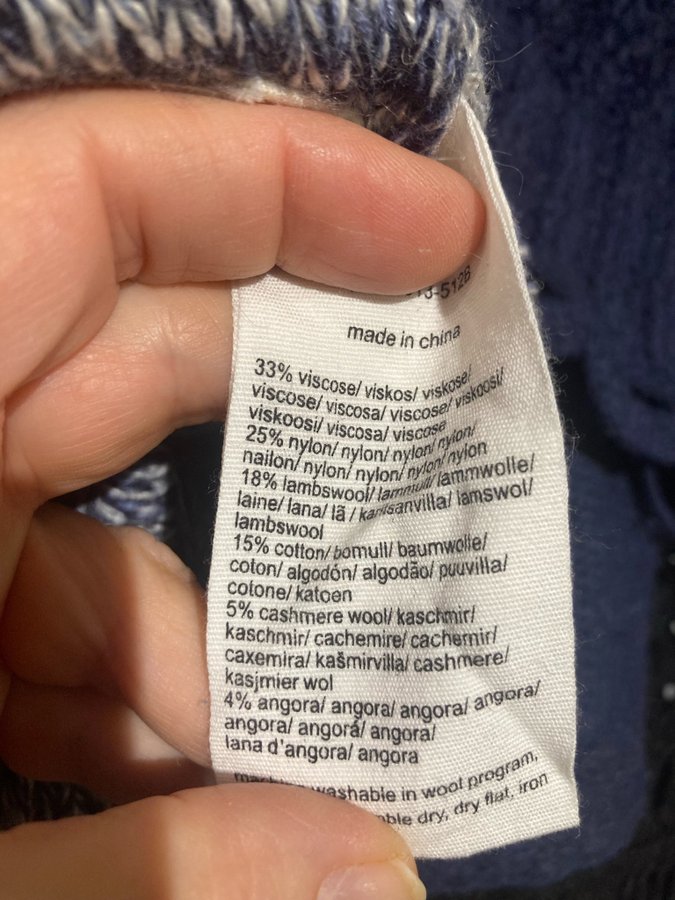 13-5128
made in china
33% viscose/ viskos/ viskose/
viscose/ viscosa/ viscose/ viskoosi/
viskoosi/ viscosa/ viscose
25% nylon/ nylon/ nylon/ nylon/
nailon/ nylon/ nylon/ nylon/ nylon
18% lambswool/ lammull/ lammwolle/
laine/ lana/ lã / karitsanvilla/ lamswol/
lambswool
15% cotton/ bomull/ baumwolle/
coton/ algodón/ algodão/ puuvilla/
cotone/ katoen
5% cashmere wool/ kaschmir/
kaschmir/ cachemire/ cachemir/
caxemira/ kašmirvilla/ cashmere/
kasjmier wol
4% angora/ angora/ angora/ angora/
angora/ angorá/ angora/
lana d'angora/ angora
washable in wool program,
dry, dry flat, iron